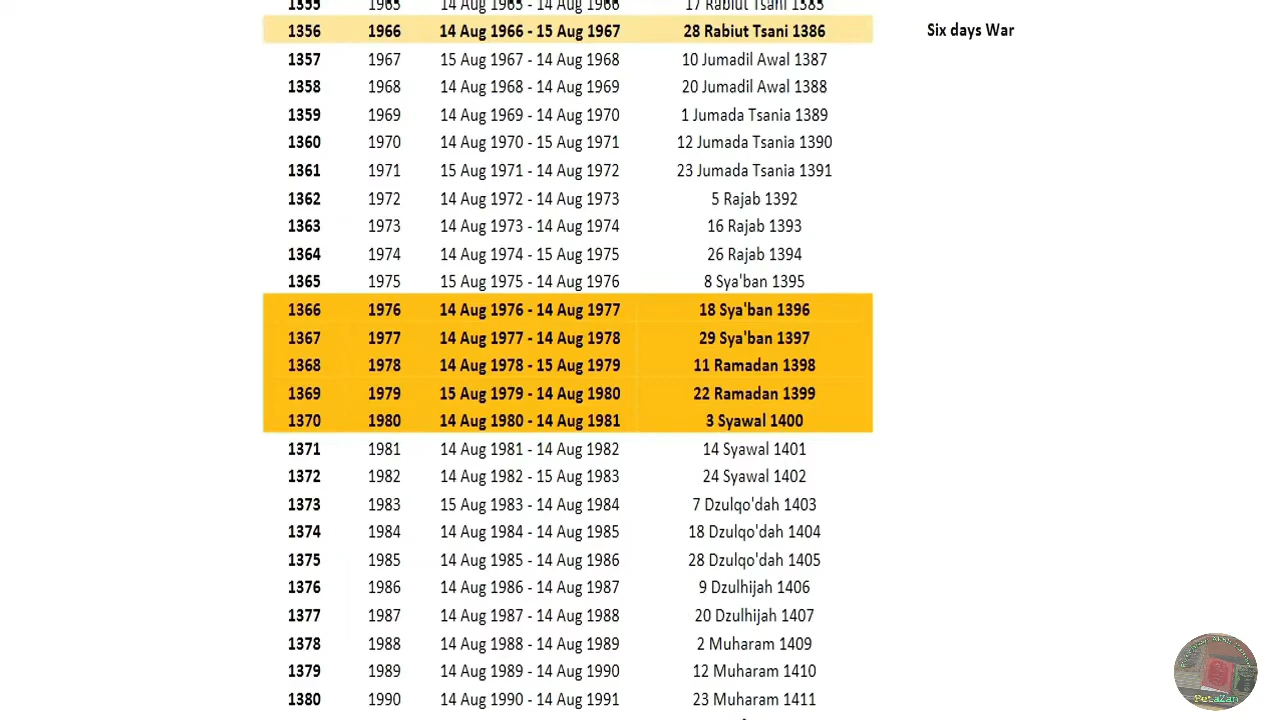 1355 1965 14 Aug 1965 - 14 Aug 1966 17 Rabiut Tsani 1385
1356 1966 14 Aug 1966 - 15 Aug 1967 28 Rabiut Tsani 1386 Six days War
1357 1967 15 Aug 1967 - 14 Aug 1968 10 Jumadil Awal 1387
1358 1968 14 Aug 1968 - 14 Aug 1969 20 Jumadil Awal 1388
1359 1969 14 Aug 1969 - 14 Aug 1970 1 Jumada Tsania 1389
1360 1970 14 Aug 1970 - 15 Aug 1971 12 Jumada Tsania 1390
1361 1971 15 Aug 1971 - 14 Aug 1972 23 Jumada Tsania 1391
1362 1972 14 Aug 1972 - 14 Aug 1973 5 Rajab 1392
1363 1973 14 Aug 1973 - 14 Aug 1974 16 Rajab 1393
1364 1974 14 Aug 1974 - 15 Aug 1975 26 Rajab 1394
1365 1975 15 Aug 1975 - 14 Aug 1976 8 Sya'ban 1395
1366 1976 14 Aug 1976 - 14 Aug 1977 18 Sya'ban 1396
1367 1977 14 Aug 1977 - 14 Aug 1978 29 Sya'ban 1397
1368 1978 14 Aug 1978 - 15 Aug 1979 11 Ramadan 1398
1369 1979 15 Aug 1979 - 14 Aug 1980 22 Ramadan 1399
1370 1980 14 Aug 1980 - 14 Aug 1981 3 Syawal 1400
1371 1981 14 Aug 1981 - 14 Aug 1982 14 Syawal 1401
1372 1982 14 Aug 1982 - 15 Aug 1983 24 Syawal 1402
1373 1983 15 Aug 1983 - 14 Aug 1984 7 Dzulqo'dah 1403
1374 1984 14 Aug 1984 - 14 Aug 1985 18 Dzulqo'dah 1404
1375 1985 14 Aug 1985 - 14 Aug 1986 28 Dzulqo'dah 1405
1376 1986 14 Aug 1986 - 14 Aug 1987 9 Dzulhijah 1406
1377 1987 14 Aug 1987 - 14 Aug 1988 20 Dzulhijah 1407
1378 1988 14 Aug 1988 - 14 Aug 1989 2 Muharam 1409
1379 1989 14 Aug 1989 - 14 Aug 1990 12 Muharam 1410
1380 1990 14 Aug 1990 - 14 Aug 1991 23 Muharam 1411
PetaZan